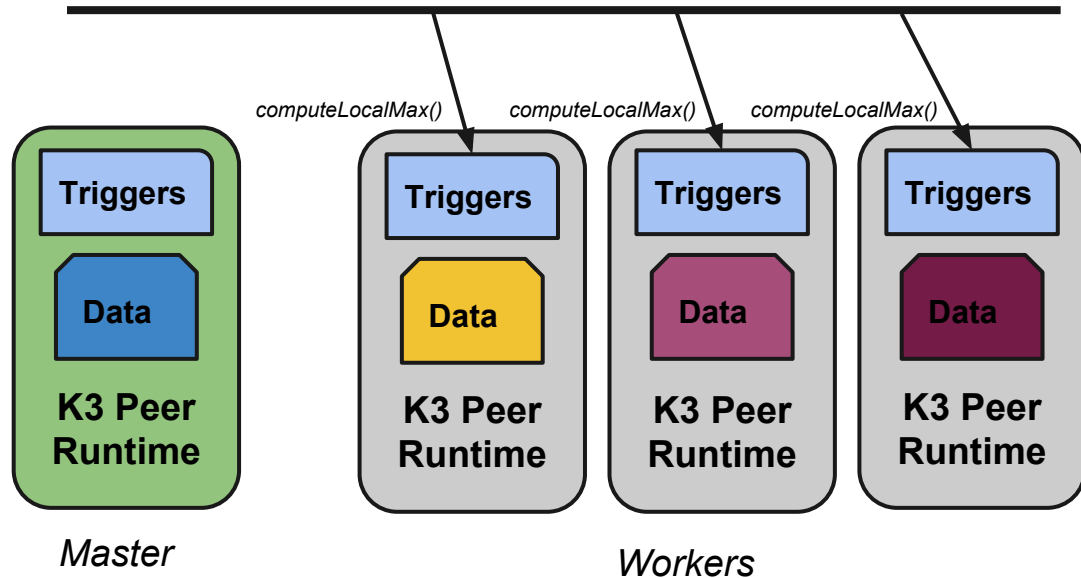 computeLocalMax() computeLocalMax() computeLocalMax()
Triggers Triggers Triggers Triggers
Data Data Data Data
K3 Peer K3 Peer K3 Peer K3 Peer
Runtime Runtime Runtime Runtime
Master Workers